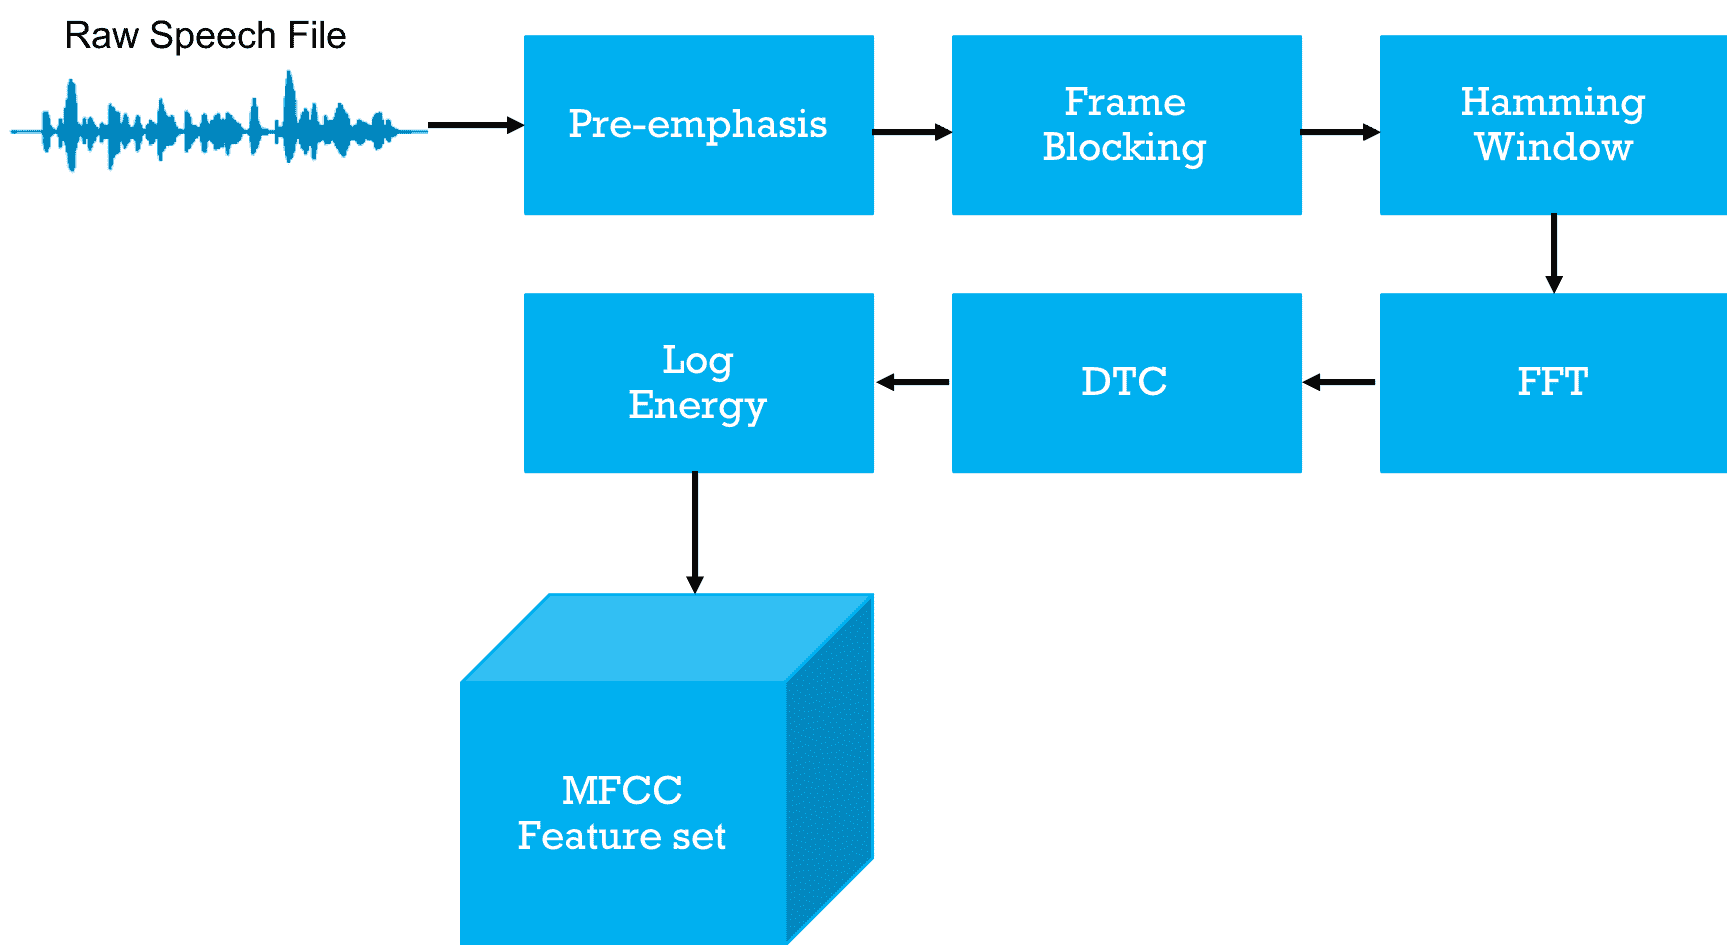 Raw Speech File
Pre-emphasis
Frame
Blocking
Hamming
Window
FFT
DTC
Log
Energy
MFCC
Feature set